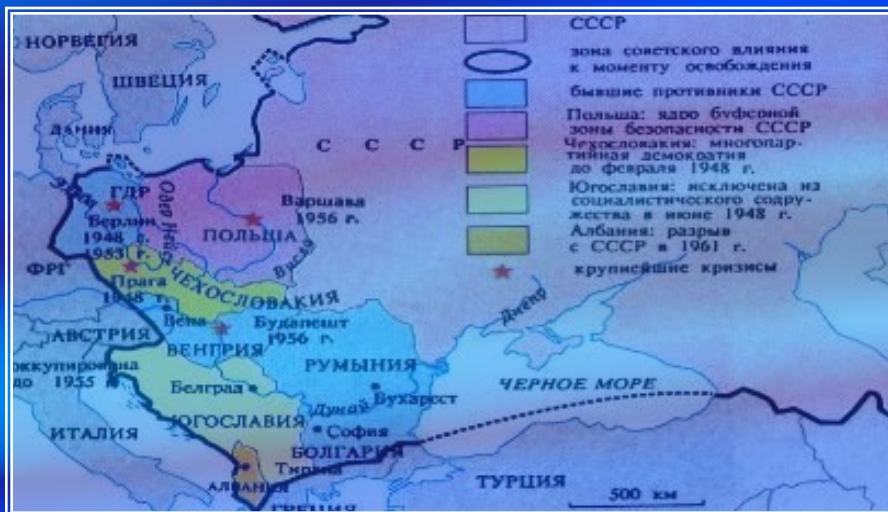 НОРВЕГИЯ
ШВЕЦИЯ
ДАНИЯ
С С С Р
СССР
зона советского влияния
к моменту освобождения
бывшие противники СССР
Польша: ядро буферной
зоны безопасности СССР
Чехословакия: многопар-
тийная демократия
до февраля 1948 г.
Югославия: исключена из
социалистического содру-
жества в июне 1948 г.
Албания: разрыв
с СССР в 1961 г.
крупнейшие кризисы
ГДР
Берлин
1948
1953 г.
Одер
Нейсе
Варшава
1956 г.
ПОЛЬША
Висла
ФРГ
Прага
1948 г.
ЧЕХОСЛОВАКИЯ
Вена
Будапешт
1956 г.
АВСТРИЯ
ВЕНГРИЯ
оккупирована
до 1955 г.
РУМЫНИЯ
Днепр
Белград
Бухарест
ЧЕРНОЕ МОРЕ
Дунай
ЮГОСЛАВИЯ
София
ИТАЛИЯ
БОЛГАРИЯ
Тирана
АЛБАНИЯ
ТУРЦИЯ
ГРЕЦИЯ
500 км